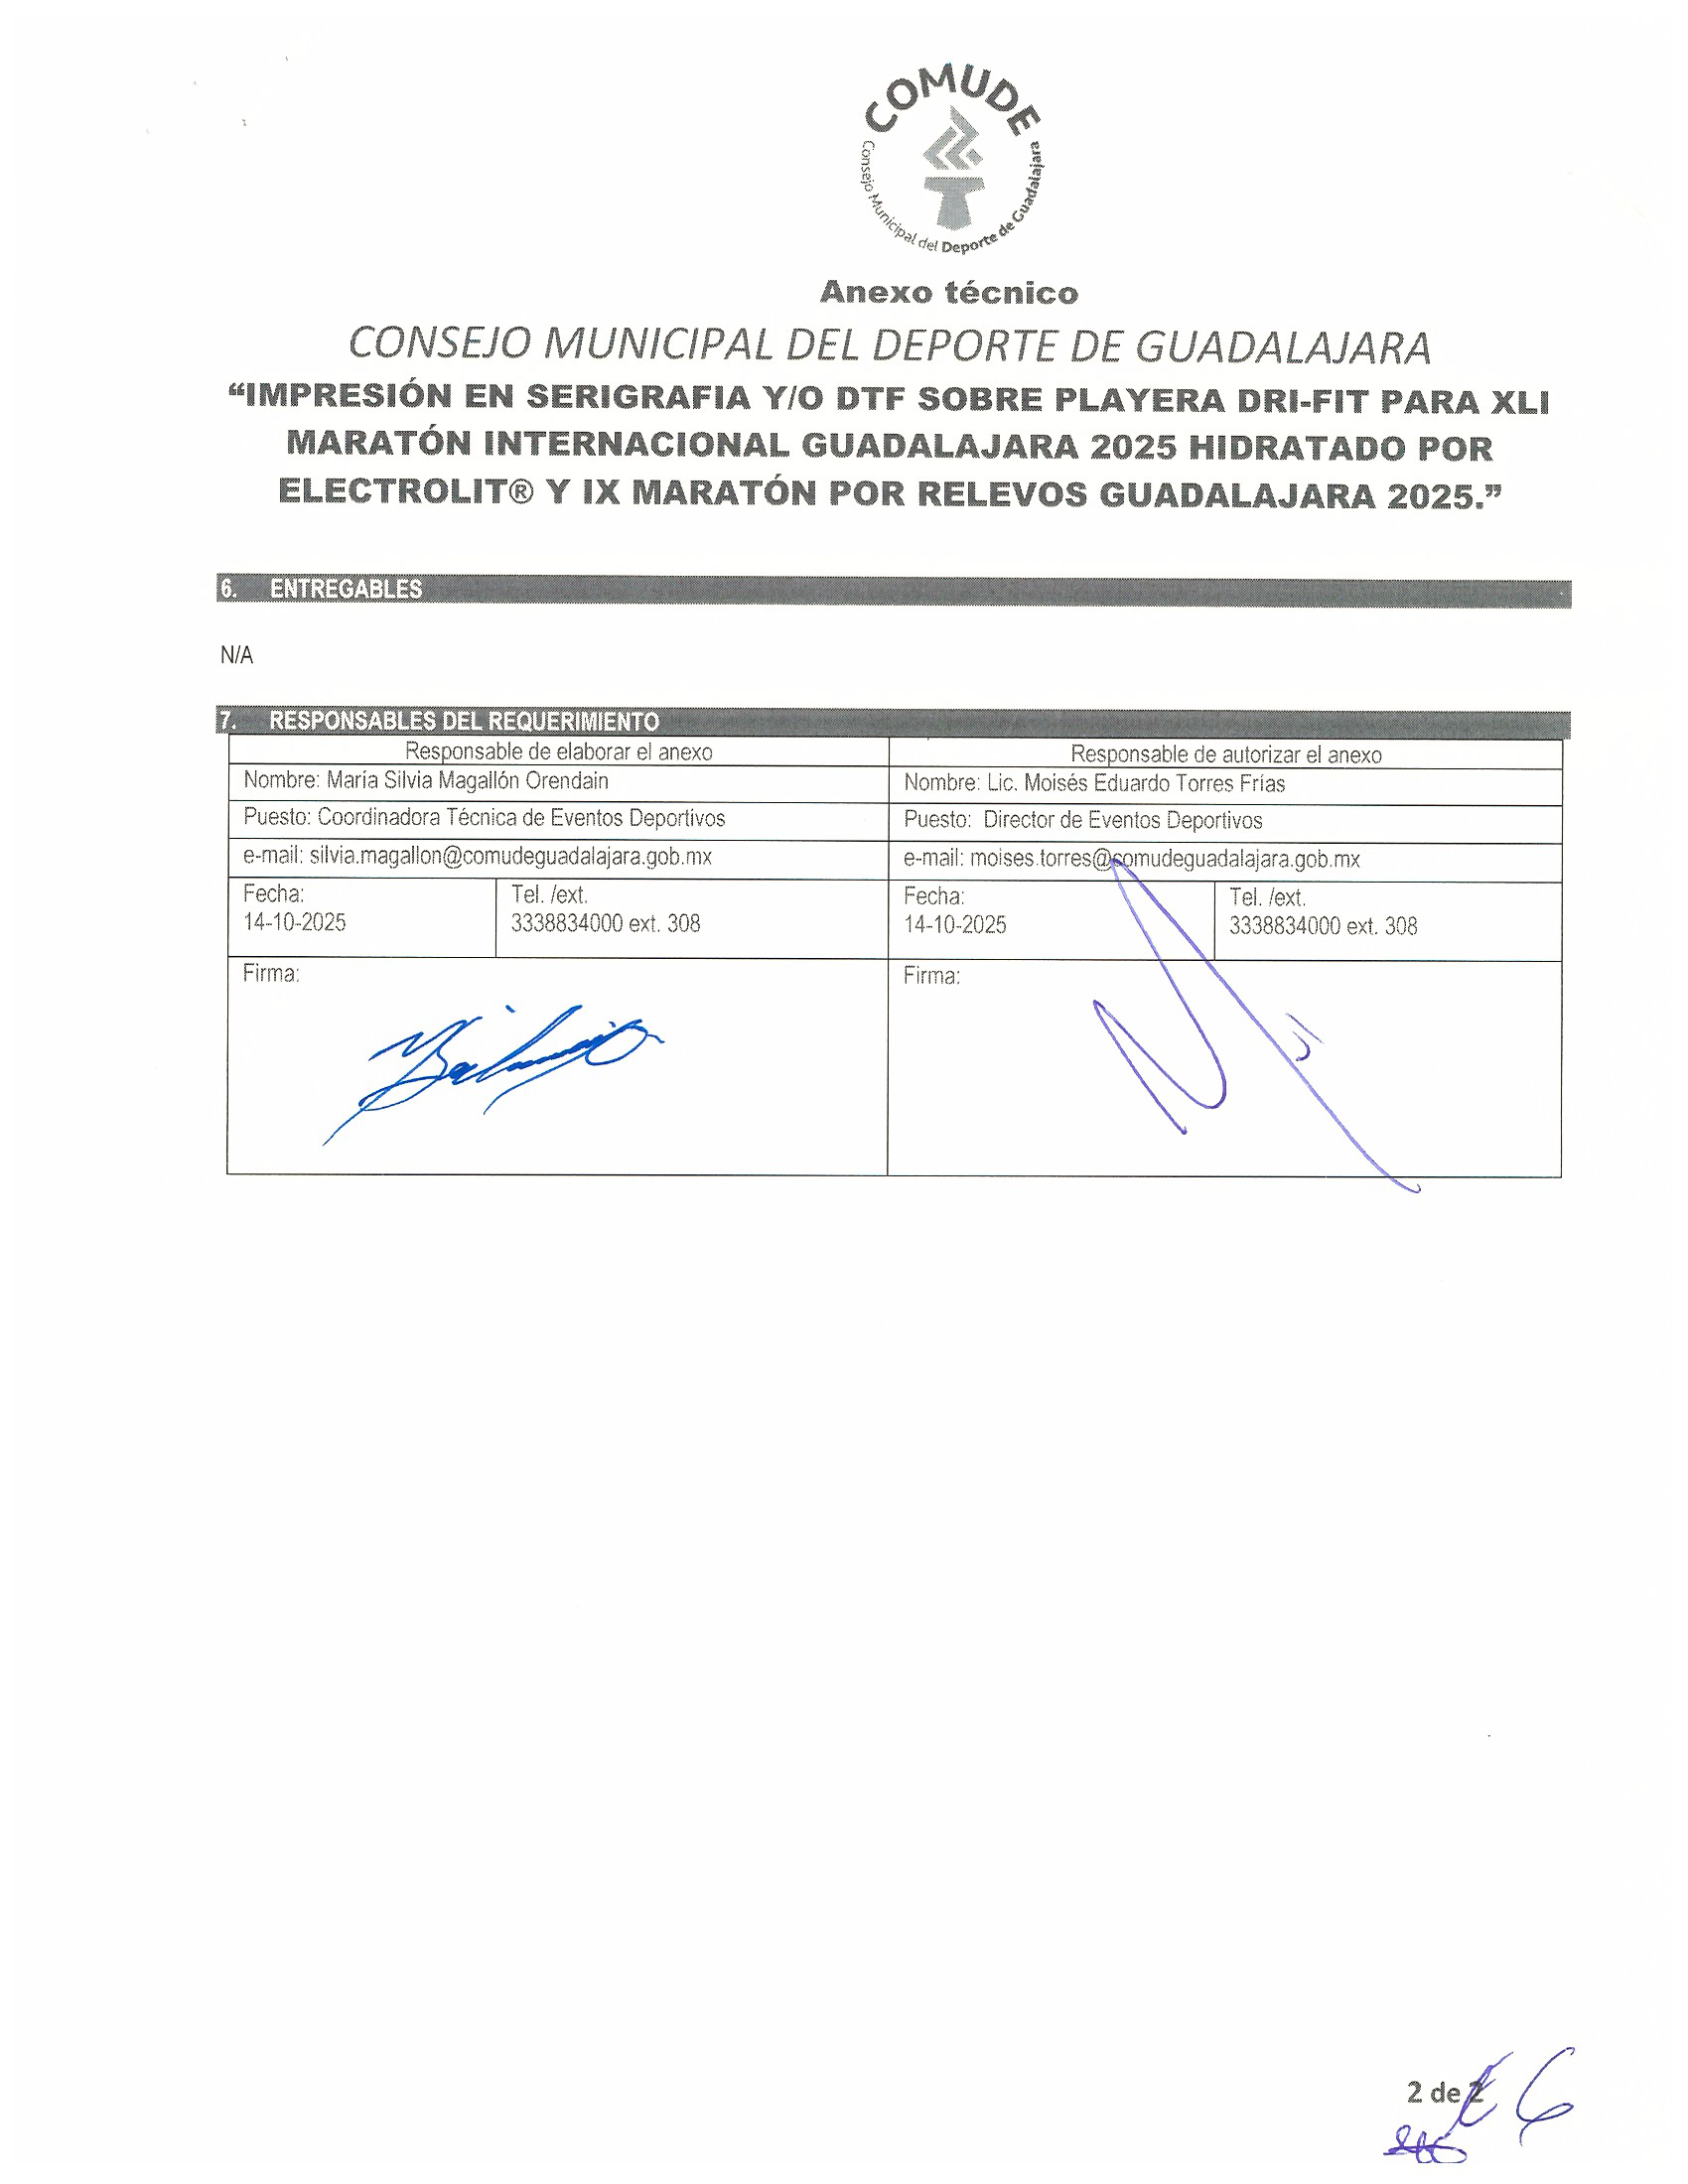 COMUDE
Consejo Municipal del Deporte de Guadalajara
Anexo técnico
CONSEJO MUNICIPAL DEL DEPORTE DE GUADALAJARA
“IMPRESIÓN EN SERIGRAFIA Y/O DTF SOBRE PLAYERA DRI-FIT PARA XLI
MARATÓN INTERNACIONAL GUADALAJARA 2025 HIDRATADO POR
ELECTROLIT® Y IX MARATÓN POR RELEVOS GUADALAJARA 2025.”
6. ENTREGABLES
N/A
7. RESPONSABLES DEL REQUERIMIENTO
Responsable de elaborar el anexo
Responsable de autorizar el anexo
Nombre: María Silvia Magallón Orendain
Nombre: Lic. Moisés Eduardo Torres Frías
Puesto: Coordinadora Técnica de Eventos Deportivos
Puesto: Director de Eventos Deportivos
e-mail: silvia.magallon@comudeguadalajara.gob.mx
e-mail: moises.torres@comudeguadalajara.gob.mx
Fecha:
14-10-2025
Tel. /ext.
3338834000 ext. 308
Fecha:
14-10-2025
Tel. /ext.
3338834000 ext. 308
Firma:
Firma:
2 de 2